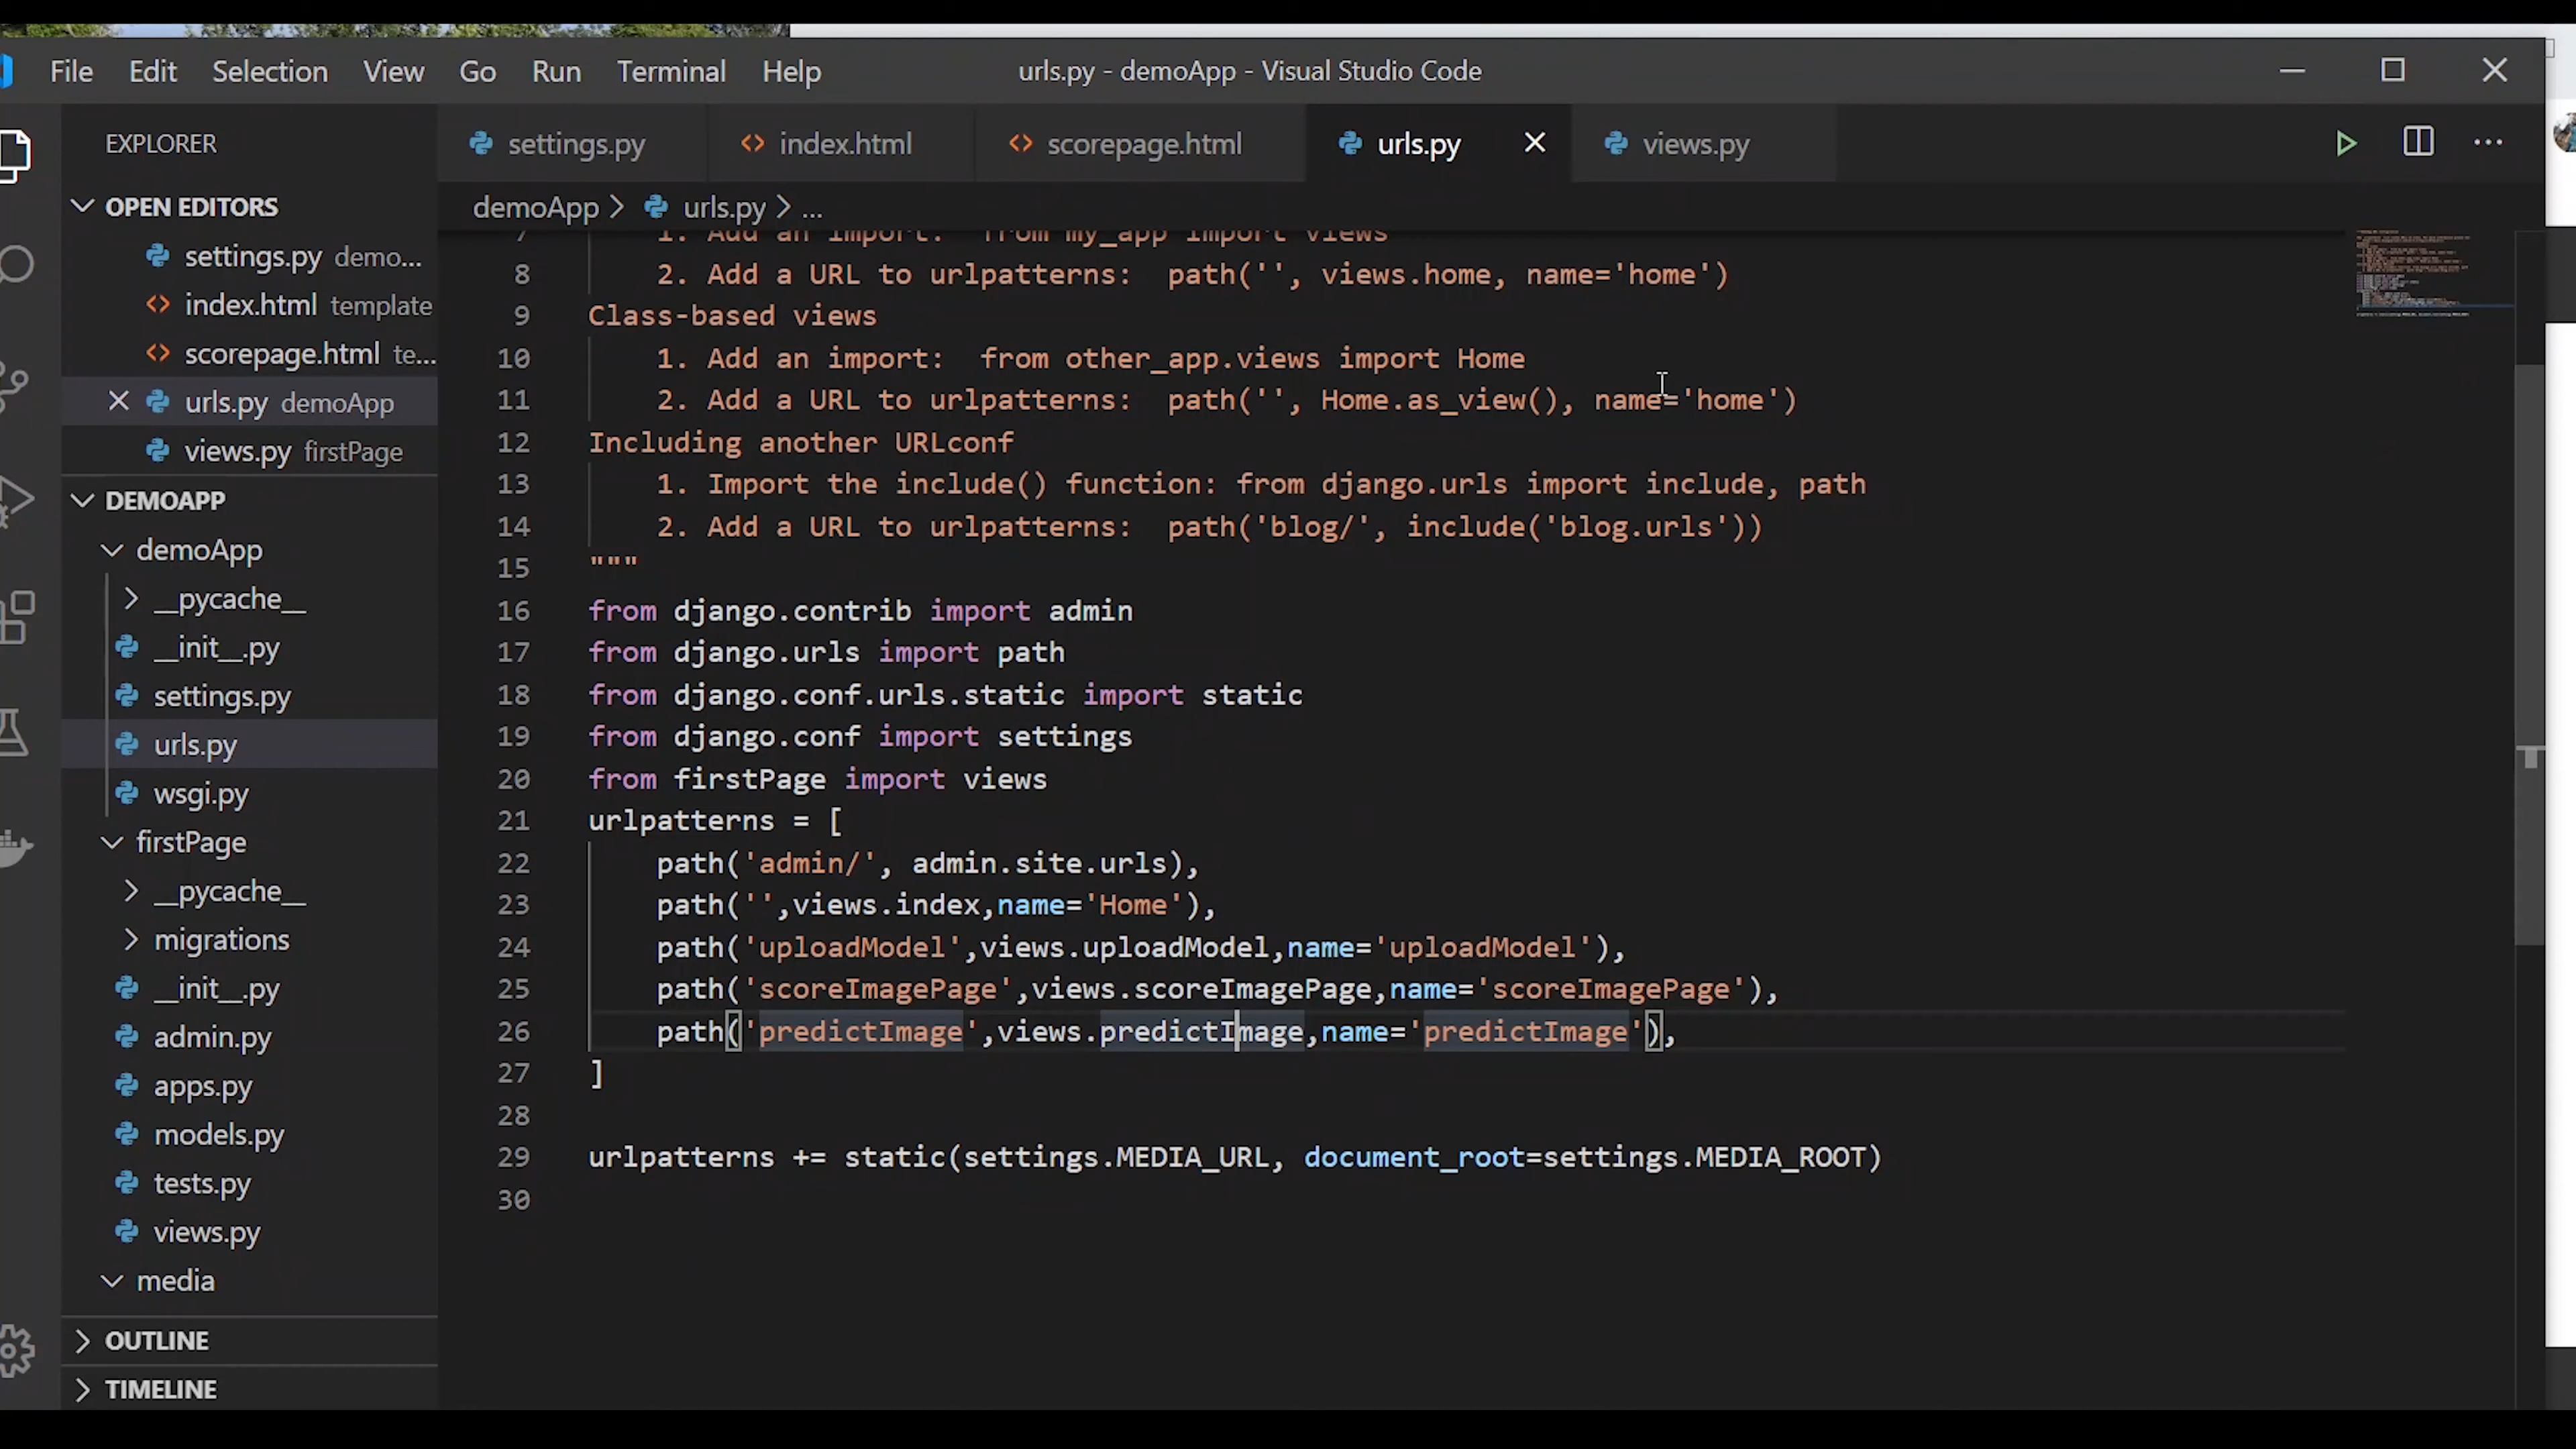 File Edit Selection View Go Run Terminal Help urls.py - demoApp - Visual Studio Code
EXPLORER
settings.py index.html scorepage.html urls.py views.py
OPEN EDITORS
settings.py demo...
index.html template
scorepage.html te...
urls.py demoApp
views.py firstPage
DEMOAPP
demoApp
__pycache__
__init__.py
settings.py
urls.py
wsgi.py
firstPage
__pycache__
migrations
__init__.py
admin.py
apps.py
models.py
tests.py
views.py
media
OUTLINE
TIMELINE
demoApp > urls.py > ...
7 1. Add an import: from my_app import views
8 2. Add a URL to urlpatterns: path('', views.home, name='home')
9 Class-based views
10 1. Add an import: from other_app.views import Home
11 2. Add a URL to urlpatterns: path('', Home.as_view(), name='home')
12 Including another URLconf
13 1. Import the include() function: from django.urls import include, path
14 2. Add a URL to urlpatterns: path('blog/', include('blog.urls'))
15 """
16 from django.contrib import admin
17 from django.urls import path
18 from django.conf.urls.static import static
19 from django.conf import settings
20 from firstPage import views
21 urlpatterns = [
22 path('admin/', admin.site.urls),
23 path('',views.index,name='Home'),
24 path('uploadModel',views.uploadModel,name='uploadModel'),
25 path('scoreImagePage',views.scoreImagePage,name='scoreImagePage'),
26 path('predictImage',views.predictImage,name='predictImage'),
27 ]
28
29 urlpatterns += static(settings.MEDIA_URL, document_root=settings.MEDIA_ROOT)
30